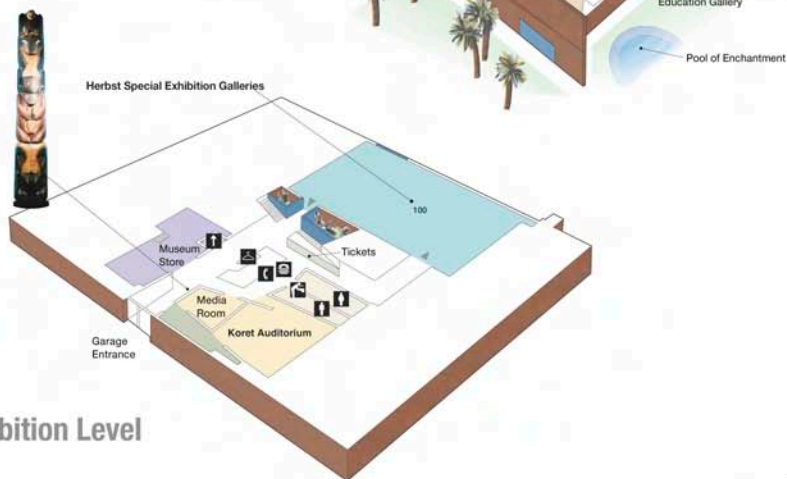 Education Gallery
Pool of Enchantment
Herbst Special Exhibition Galleries
100
Museum
Store
Tickets
Media
Room
Koret Auditorium
Garage
Entrance
Level